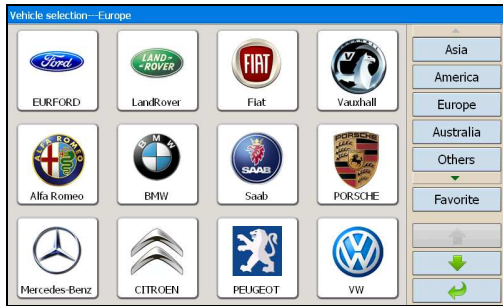 Vehicle selection---Europe
Ford
LAND-
-ROVER
FIAT
EURFORD
LandRover
Fiat
Vauxhall
ALFA ROMEO
BMW
SAAB
PORSCHE
Alfa Romeo
BMW
Saab
PORSCHE
Mercedes-Benz
CITROEN
PEUGEOT
VW
Asia
America
Europe
Australia
Others
Favorite